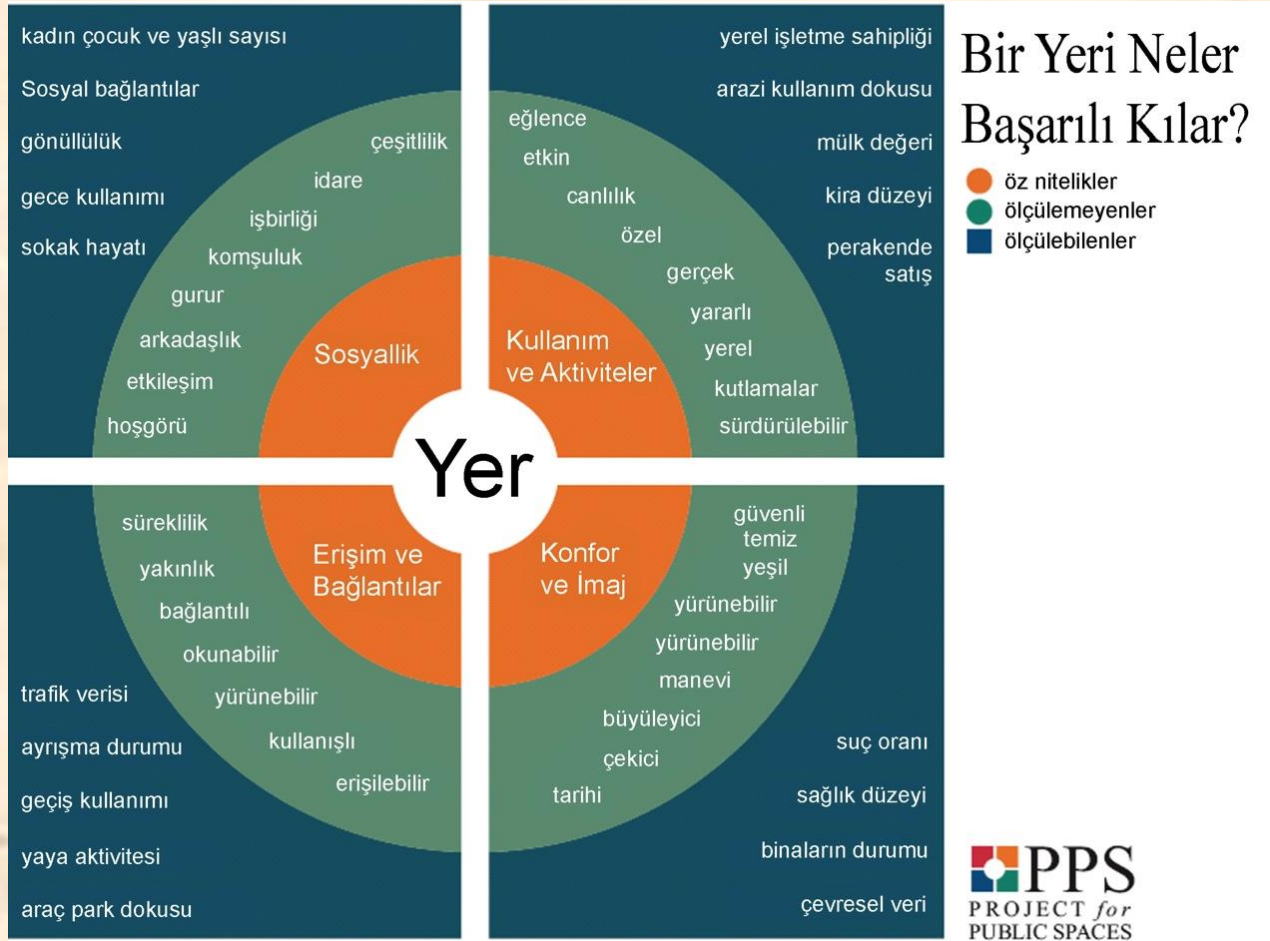 Bir Yeri Neler
Başarılı Kılar?
öz nitelikler
ölçülemeyenler
ölçülebilenler
kadın çocuk ve yaşlı sayısı
Sosyal bağlantılar
gönüllülük
gece kullanımı
sokak hayatı
çeşitlilik
idare
işbirliği
komşuluk
gurur
arkadaşlık
etkileşim
hoşgörü
Sosyallik
yerel işletme sahipliği
arazi kullanım dokusu
mülk değeri
kira düzeyi
perakende
satış
eğlence
etkin
canlılık
özel
gerçek
yararlı
yerel
kutlamalar
sürdürülebilir
Kullanım
ve Aktiviteler
Yer
Erişim ve
Bağlantılar
süreklilik
yakınlık
bağlantılı
okunabilir
yürünebilir
kullanışlı
erişilebilir
trafik verisi
ayrışma durumu
geçiş kullanımı
yaya aktivitesi
araç park dokusu
Konfor
ve İmaj
güvenli
temiz
yeşil
yürünebilir
yürünebilir
manevi
büyüleyici
çekici
tarihi
suç oranı
sağlık düzeyi
binaların durumu
çevresel veri
PPS
PROJECT for
PUBLIC SPACES